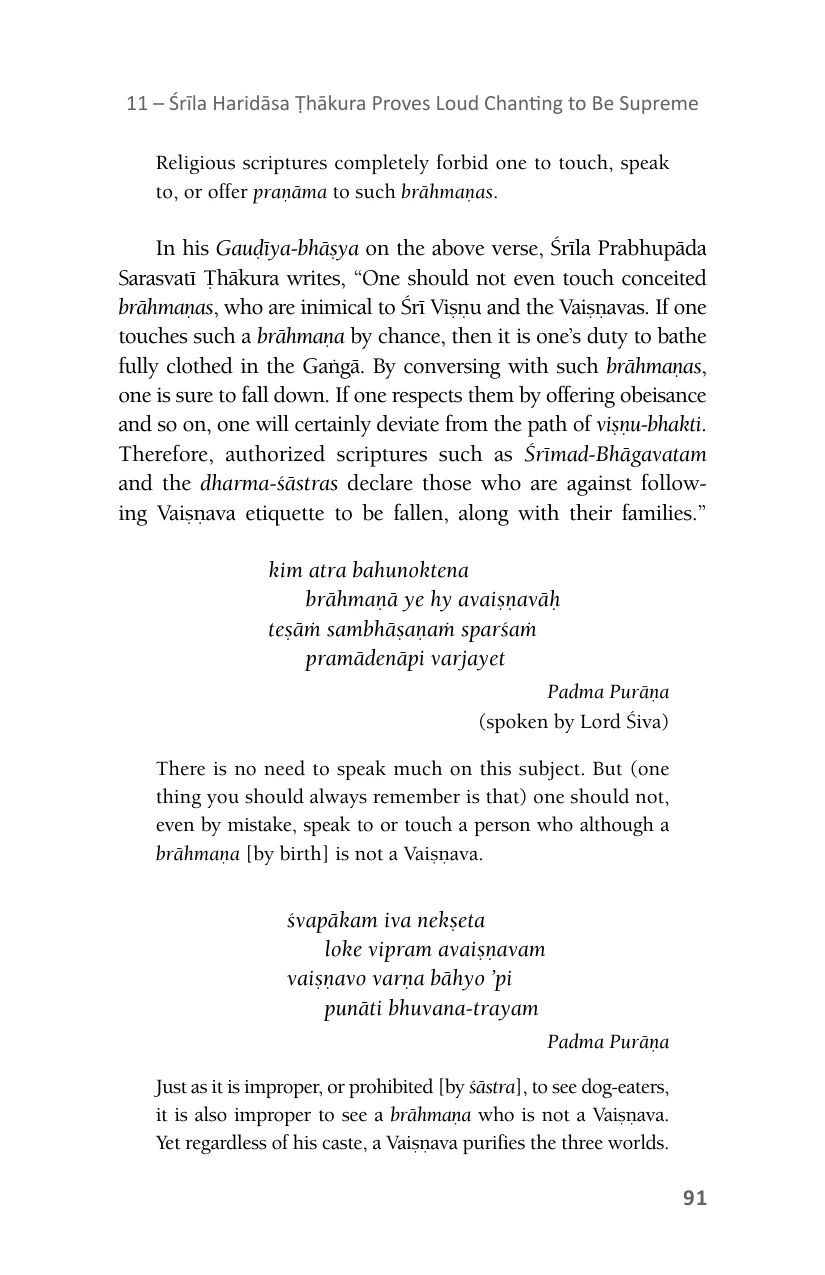 11 – Śrīla Haridāsa Ṭhākura Proves Loud Chanting to Be Supreme
Religious scriptures completely forbid one to touch, speak
to, or offer praṇāma to such brāhmaṇas.
In his Gauḍīya-bhāṣya on the above verse, Śrīla Prabhupāda
Sarasvatī Ṭhākura writes, “One should not even touch conceited
brāhmaṇas, who are inimical to Śrī Viṣṇu and the Vaiṣṇavas. If one
touches such a brāhmaṇa by chance, then it is one’s duty to bathe
fully clothed in the Gaṅgā. By conversing with such brāhmaṇas,
one is sure to fall down. If one respects them by offering obeisance
and so on, one will certainly deviate from the path of viṣṇu-bhakti.
Therefore, authorized scriptures such as Śrīmad-Bhāgavatam
and the dharma-śāstras declare those who are against follow-
ing Vaiṣṇava etiquette to be fallen, along with their families.”
kim atra bahunoktena
brāhmaṇā ye hy avaiṣṇavāḥ
teṣāṁ sambhāṣaṇaṁ sparśaṁ
pramādenāpi varjayet
Padma Purāṇa
(spoken by Lord Śiva)
There is no need to speak much on this subject. But (one
thing you should always remember is that) one should not,
even by mistake, speak to or touch a person who although a
brāhmaṇa [by birth] is not a Vaiṣṇava.
śvapākam iva nekṣeta
loke vipram avaiṣṇavam
vaiṣṇavo varṇa bāhyo ’pi
punāti bhuvana-trayam
Padma Purāṇa
Just as it is improper, or prohibited [by śāstra], to see dog-eaters,
it is also improper to see a brāhmaṇa who is not a Vaiṣṇava.
Yet regardless of his caste, a Vaiṣṇava purifies the three worlds.
91